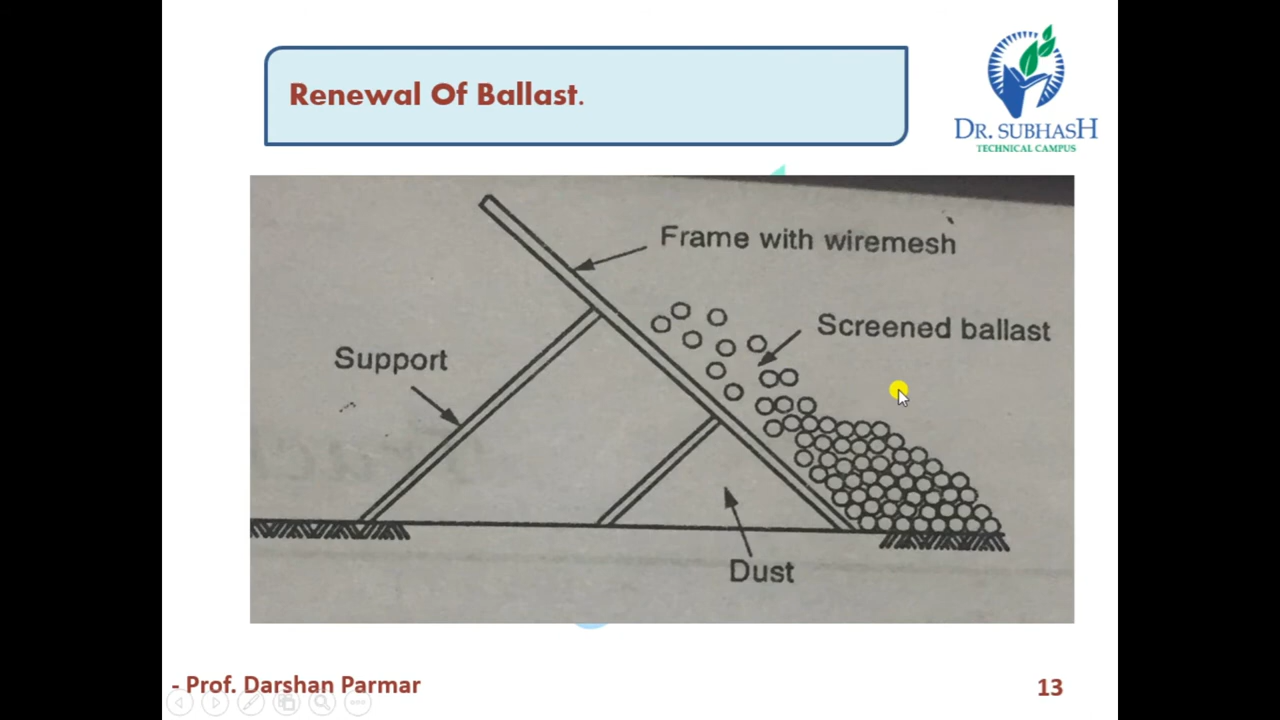 Renewal Of Ballast.
DR. SUBHASH
TECHNICAL CAMPUS
Frame with wiremesh
Screened ballast
Support
Dust
- Prof. Darshan Parmar
13